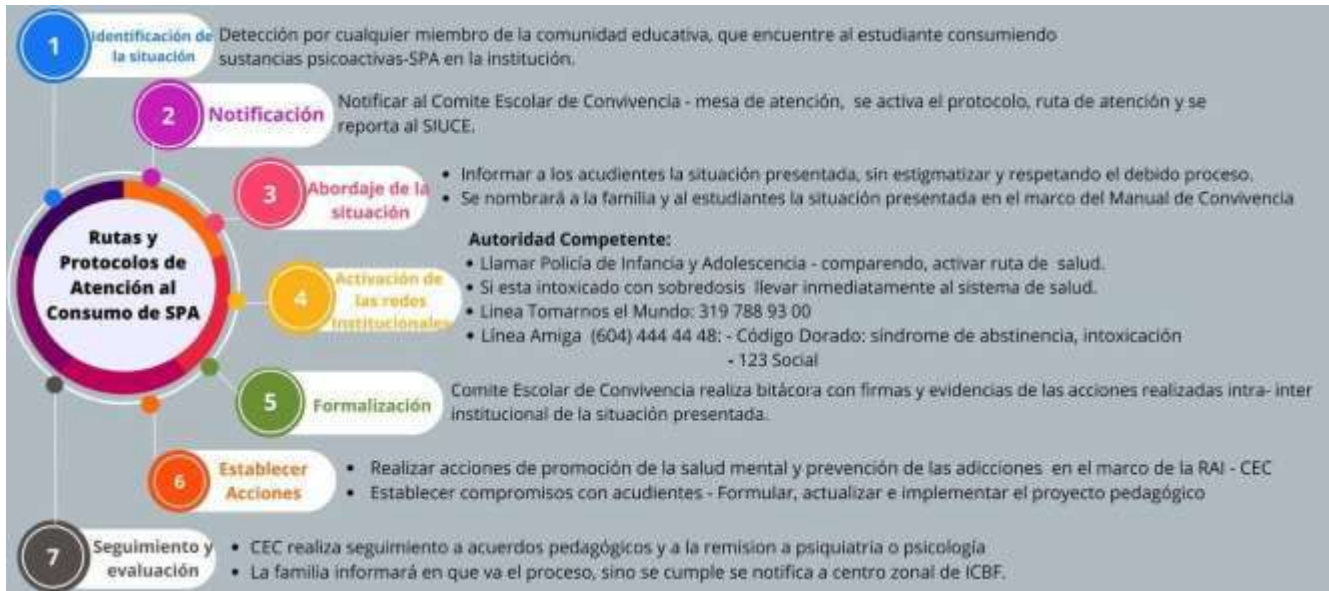 Rutas y
Protocolos de
Atención al
Consumo de SPA
1
Identificación de
la situación
Detección por cualquier miembro de la comunidad educativa, que encuentre al estudiante consumiendo
sustancias psicoactivas-SPA en la institución.
2
Notificación
Notificar al Comite Escolar de Convivencia - mesa de atención, se activa el protocolo, ruta de atención y se
reporta al SIUCE.
3
Abordaje de la
situación
• Informar a los acudientes la situación presentada, sin estigmatizar y respetando el debido proceso.
• Se nombrará a la familia y al estudiantes la situación presentada en el marco del Manual de Convivencia
4
Activación de
las redes
institucionales
Autoridad Competente:
• Llamar Policía de Infancia y Adolescencia - comparendo, activar ruta de salud.
• Si esta intoxicado con sobredosis llevar inmediatamente al sistema de salud.
• Linea Tomarnos el Mundo: 319 788 93 00
• Línea Amiga (604) 444 44 48: - Código Dorado: síndrome de abstinencia, intoxicación
- 123 Social
5
Formalización
Comite Escolar de Convivencia realiza bitácora con firmas y evidencias de las acciones realizadas intra- inter
institucional de la situación presentada.
6
Establecer
Acciones
• Realizar acciones de promoción de la salud mental y prevención de las adicciones en el marco de la RAI - CEC
• Establecer compromisos con acudientes - Formular, actualizar e implementar el proyecto pedagógico
7
Seguimiento y
evaluación
• CEC realiza seguimiento a acuerdos pedagógicos y a la remision a psiquiatria o psicología
• La familia informará en que va el proceso, sino se cumple se notifica a centro zonal de ICBF.